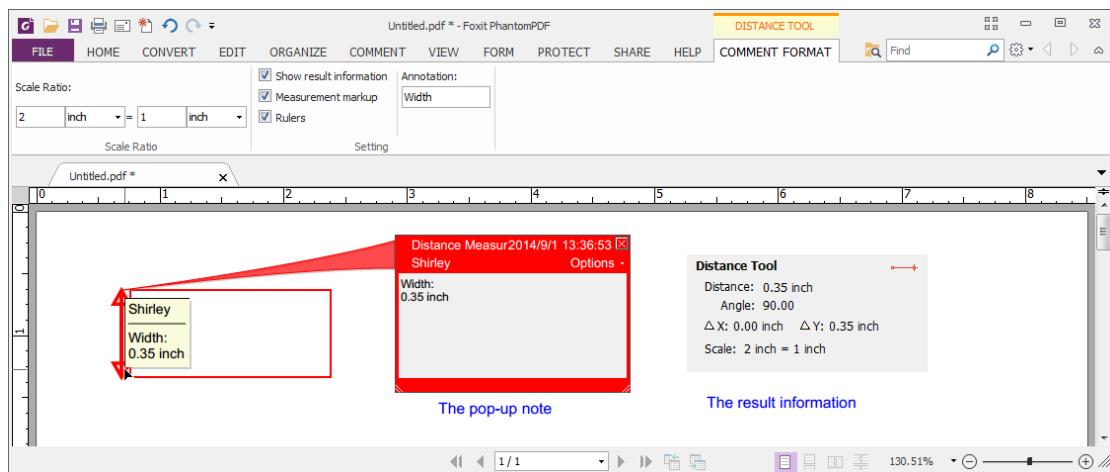 Untitled.pdf * - Foxit PhantomPDF
DISTANCE TOOL
FILE HOME CONVERT EDIT ORGANIZE COMMENT VIEW FORM PROTECT SHARE HELP COMMENT FORMAT Find
Scale Ratio:
2 inch = 1 inch
Scale Ratio
Show result information
Measurement markup
Rulers
Annotation:
Width
Setting
Untitled.pdf *
0 1 2 3 4 5 6 7 8
0
1
Distance Measur2014/9/1 13:36:53
Shirley Options
Width:
0.35 inch
The pop-up note
Shirley
Width:
0.35 inch
Distance Tool
Distance: 0.35 inch
Angle: 90.00
Δ X: 0.00 inch Δ Y: 0.35 inch
Scale: 2 inch = 1 inch
The result information
1 / 1
130.51%